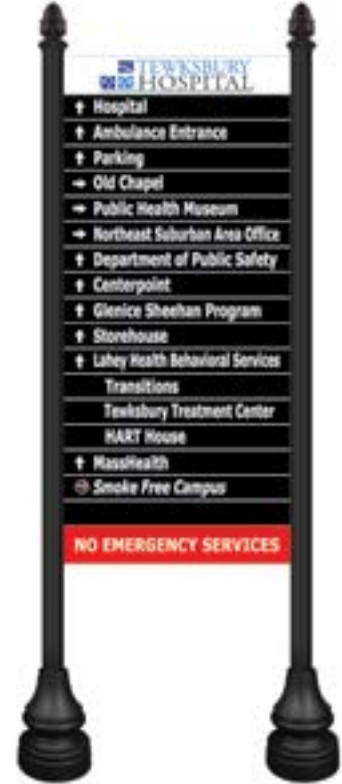 TEWKSBURY
HOSPITAL
↑ Hospital
↑ Ambulance Entrance
↑ Parking
→ Old Chapel
→ Public Health Museum
→ Northeast Suburban Area Office
↑ Department of Public Safety
↑ Centerpoint
↑ Glenice Sheehan Program
↑ Storehouse
↑ Lahey Health Behavioral Services
Transitions
Tewksbury Treatment Center
HART House
↑ MassHealth
Smoke Free Campus
NO EMERGENCY SERVICES